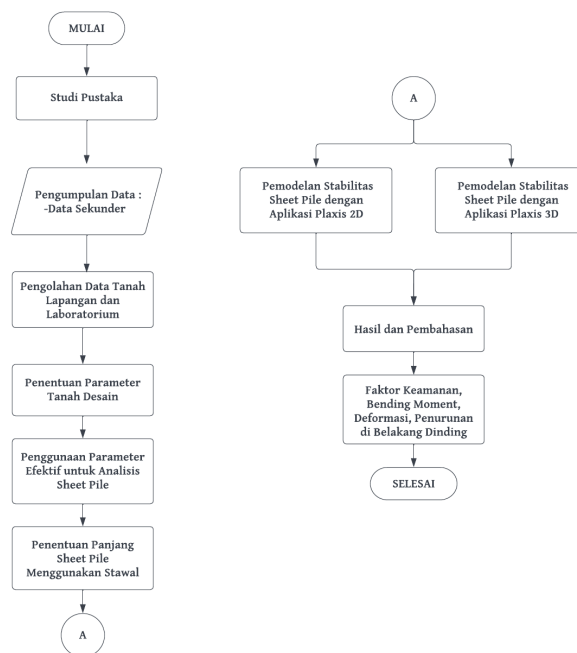 MULAI
Studi Pustaka
Pengumpulan Data :
-Data Sekunder
Pengolahan Data Tanah
Lapangan dan
Laboratorium
Penentuan Parameter
Tanah Desain
Penggunaan Parameter
Efektif untuk Analisis
Sheet Pile
Penentuan Panjang
Sheet Pile
Menggunakan Stawal
A
A
Pemodelan Stabilitas
Sheet Pile dengan
Aplikasi Plaxis 2D
Pemodelan Stabilitas
Sheet Pile dengan
Aplikasi Plaxis 3D
Hasil dan Pembahasan
Faktor Keamanan,
Bending Moment,
Deformasi, Penurunan
di Belakang Dinding
SELESAI